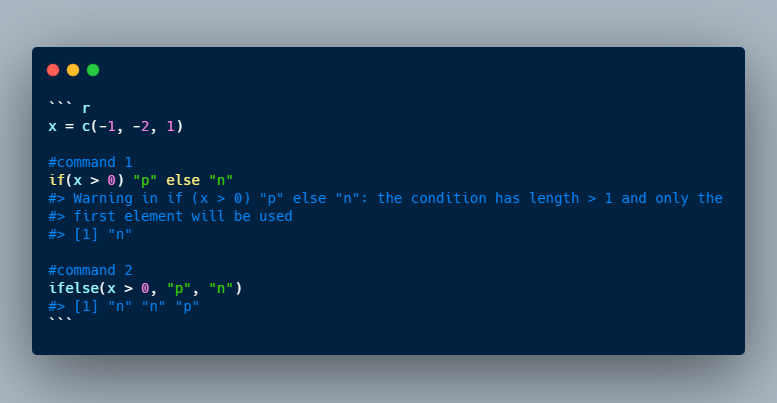 ``` r
x = c(-1, -2, 1)
#command 1
if(x > 0) "p" else "n"
#> Warning in if (x > 0) "p" else "n": the condition has length > 1 and only the
#> first element will be used
#> [1] "n"
#command 2
ifelse(x > 0, "p", "n")
#> [1] "n" "n" "p"
```